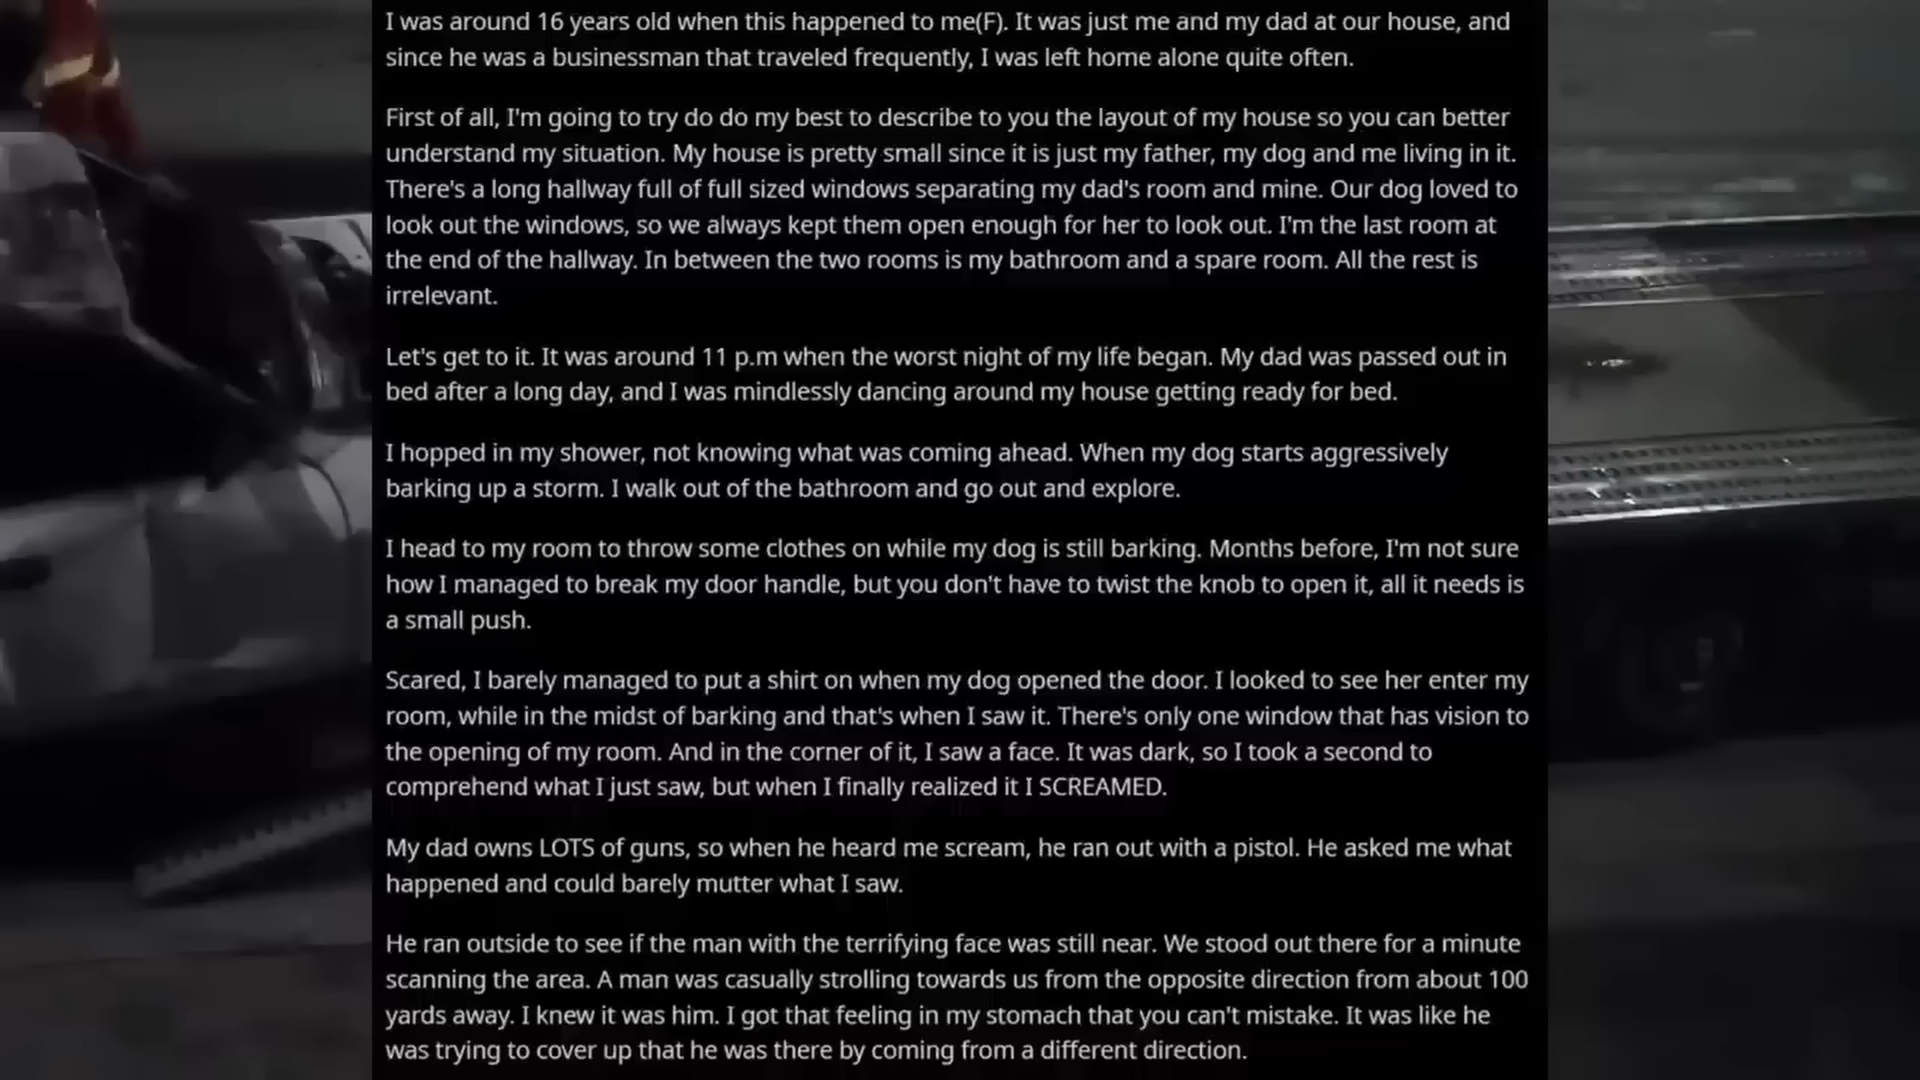 I was around 16 years old when this happened to me(F). It was just me and my dad at our house, and
since he was a businessman that traveled frequently, I was left home alone quite often.
First of all, I'm going to try do do my best to describe to you the layout of my house so you can better
understand my situation. My house is pretty small since it is just my father, my dog and me living in it.
There's a long hallway full of full sized windows separating my dad's room and mine. Our dog loved to
look out the windows, so we always kept them open enough for her to look out. I'm the last room at
the end of the hallway. In between the two rooms is my bathroom and a spare room. All the rest is
irrelevant.
Let's get to it. It was around 11 p.m when the worst night of my life began. My dad was passed out in
bed after a long day, and I was mindlessly dancing around my house getting ready for bed.
I hopped in my shower, not knowing what was coming ahead. When my dog starts aggressively
barking up a storm. I walk out of the bathroom and go out and explore.
I head to my room to throw some clothes on while my dog is still barking. Months before, I'm not sure
how I managed to break my door handle, but you don't have to twist the knob to open it, all it needs is
a small push.
Scared, I barely managed to put a shirt on when my dog opened the door. I looked to see her enter my
room, while in the midst of barking and that's when I saw it. There's only one window that has vision to
the opening of my room. And in the corner of it, I saw a face. It was dark, so I took a second to
comprehend what I just saw, but when I finally realized it I SCREAMED.
My dad owns LOTS of guns, so when he heard me scream, he ran out with a pistol. He asked me what
happened and could barely mutter what I saw.
He ran outside to see if the man with the terrifying face was still near. We stood out there for a minute
scanning the area. A man was casually strolling towards us from the opposite direction from about 100
yards away. I knew it was him. I got that feeling in my stomach that you can't mistake. It was like he
was trying to cover up that he was there by coming from a different direction.